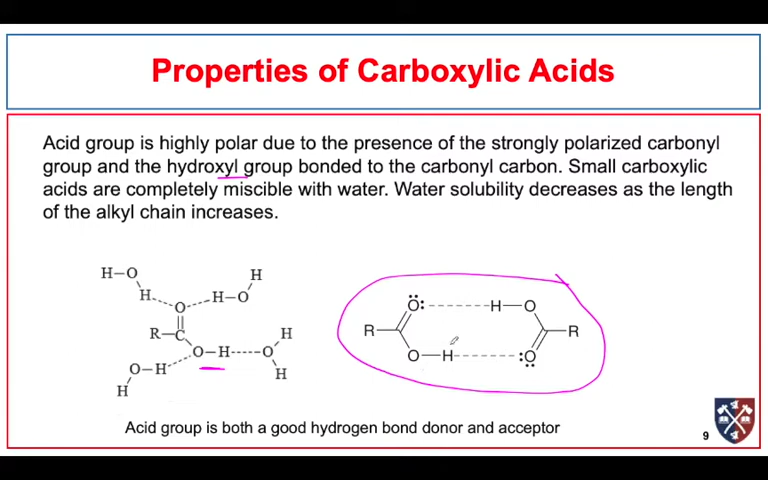 Properties of Carboxylic Acids
Acid group is highly polar due to the presence of the strongly polarized carbonyl
group and the hydroxyl group bonded to the carbonyl carbon. Small carboxylic
acids are completely miscible with water. Water solubility decreases as the length
of the alkyl chain increases.
H–O H
H O H–O
R–C H
O–H O
O–H H
H
O: H–O
R R
O–H :O
Acid group is both a good hydrogen bond donor and acceptor
9